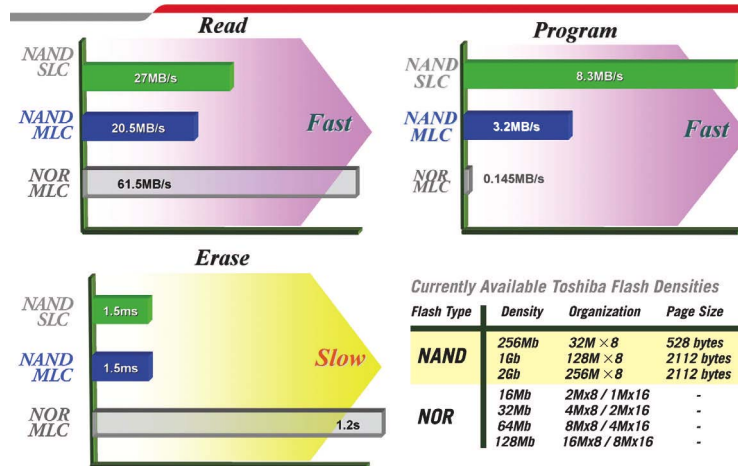 Read
NAND
SLC
27MB/s
NAND
MLC
20.5MB/s
Fast
NOR
MLC
61.5MB/s
Program
NAND
SLC
8.3MB/s
NAND
MLC
3.2MB/s
Fast
NOR
MLC
0.145MB/s
Erase
NAND
SLC
1.5ms
NAND
MLC
1.5ms
Slow
NOR
MLC
1.2s
Currently Available Toshiba Flash Densities
Flash Type Density Organization Page Size
NAND
256Mb 32M × 8 528 bytes
1Gb 128M × 8 2112 bytes
2Gb 256M × 8 2112 bytes
NOR
16Mb 2Mx8 / 1Mx16 -
32Mb 4Mx8 / 2Mx16 -
64Mb 8Mx8 / 4Mx16 -
128Mb 16Mx8 / 8Mx16 -